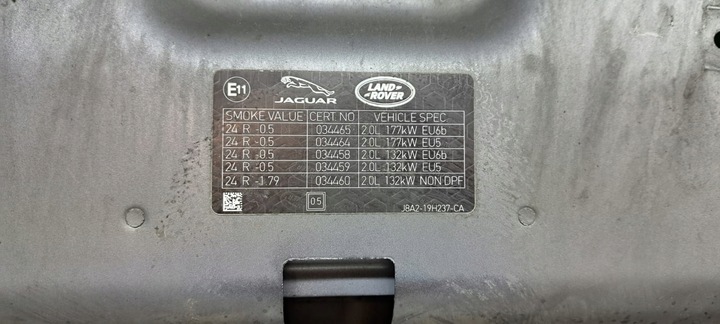 E11 JAGUAR LAND ROVER
SMOKE VALUE CERT NO VEHICLE SPEC.
24 R -0.5 034465 2.0L 177kW EU6b
24 R -0.5 034464 2.0L 177kW EU5
24 R -0.5 034458 2.0L 132kW EU6b
24 R -0.5 034459 2.0L 132kW EU5
24 R -1.79 034460 2.0L 132kW NON DPF
05 J8A2-19H237-CA